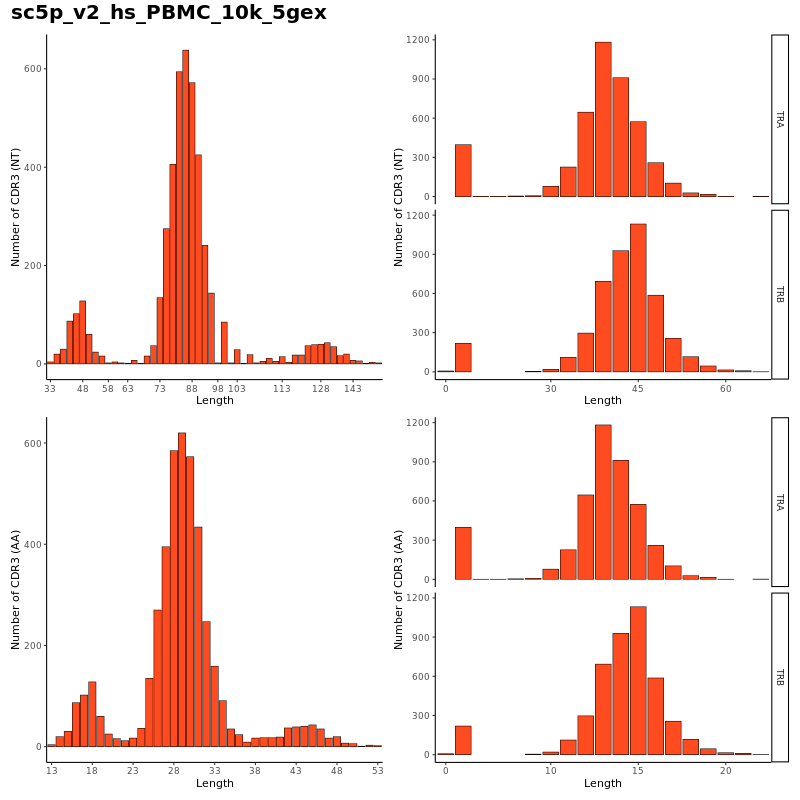 sc5p_v2_hs_PBMC_10k_5gex
600
400
200
0
Number of CDR3 (NT)
33 48 58 63 73 88 98 103 113 128 143
Length
1200
900
600
300
0
TRA
1200
900
600
300
0
TRB
Number of CDR3 (NT)
0 30 45 60
Length
600
400
200
0
Number of CDR3 (AA)
13 18 23 28 33 38 43 48 53
Length
1200
900
600
300
0
TRA
1200
900
600
300
0
TRB
Number of CDR3 (AA)
0 10 15 20
Length